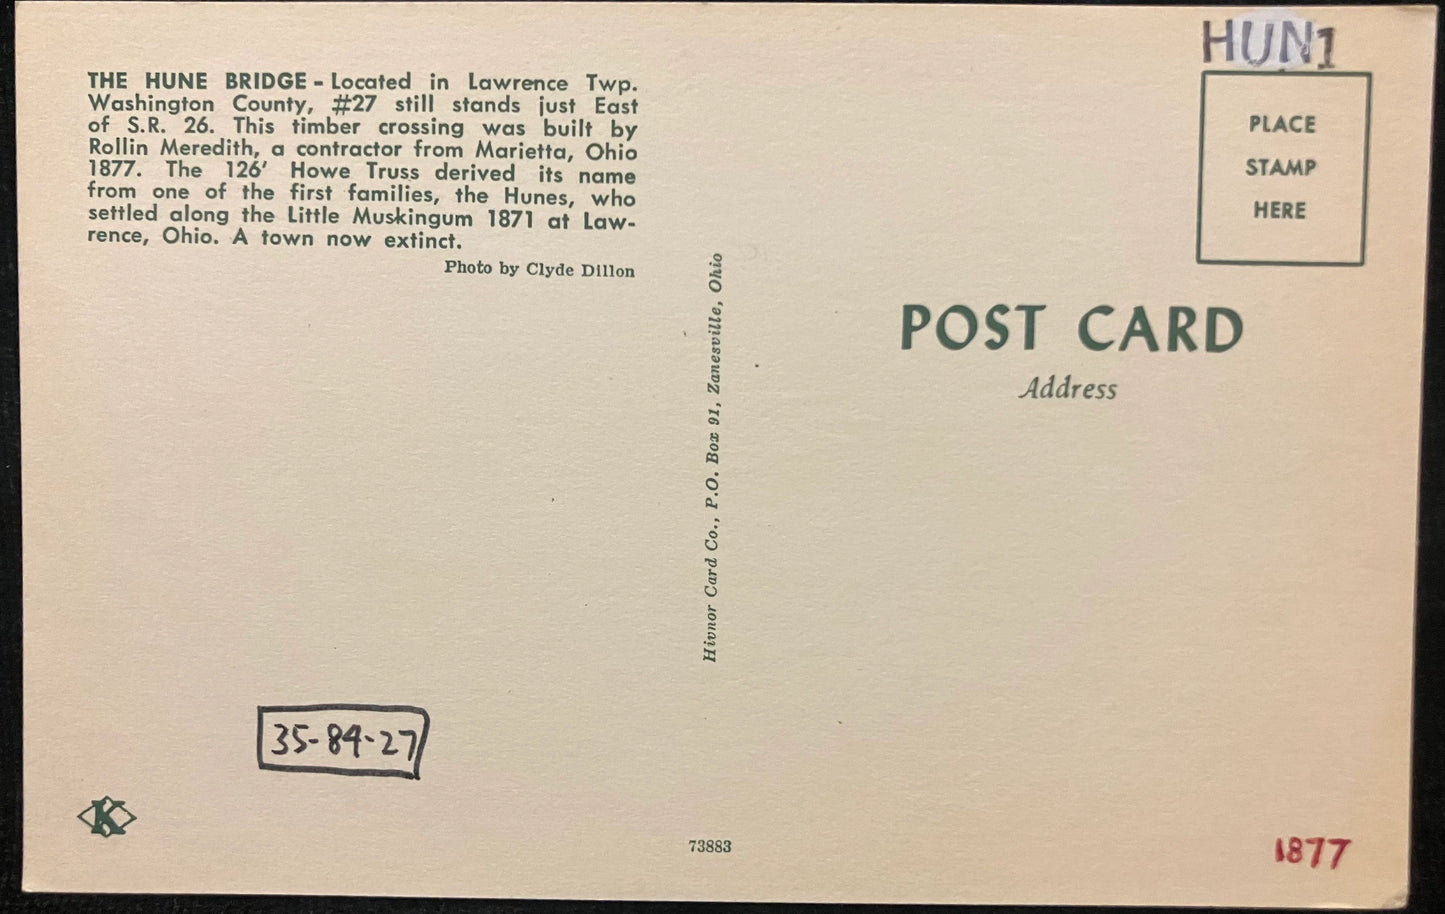 HUN1
THE HUNE BRIDGE - Located in Lawrence Twp.
Washington County, #27 still stands just East
of S.R. 26. This timber crossing was built by
Rollin Meredith, a contractor from Marietta, Ohio
1877. The 126' Howe Truss derived its name
from one of the first families, the Hunes, who
settled along the Little Muskingum 1871 at Law-
rence, Ohio. A town now extinct.
Photo by Clyde Dillon
Hivnor Card Co., P.O. Box 91, Zanesville, Ohio
PLACE
STAMP
HERE
POST CARD
Address
35-84-27
K
73883
1877